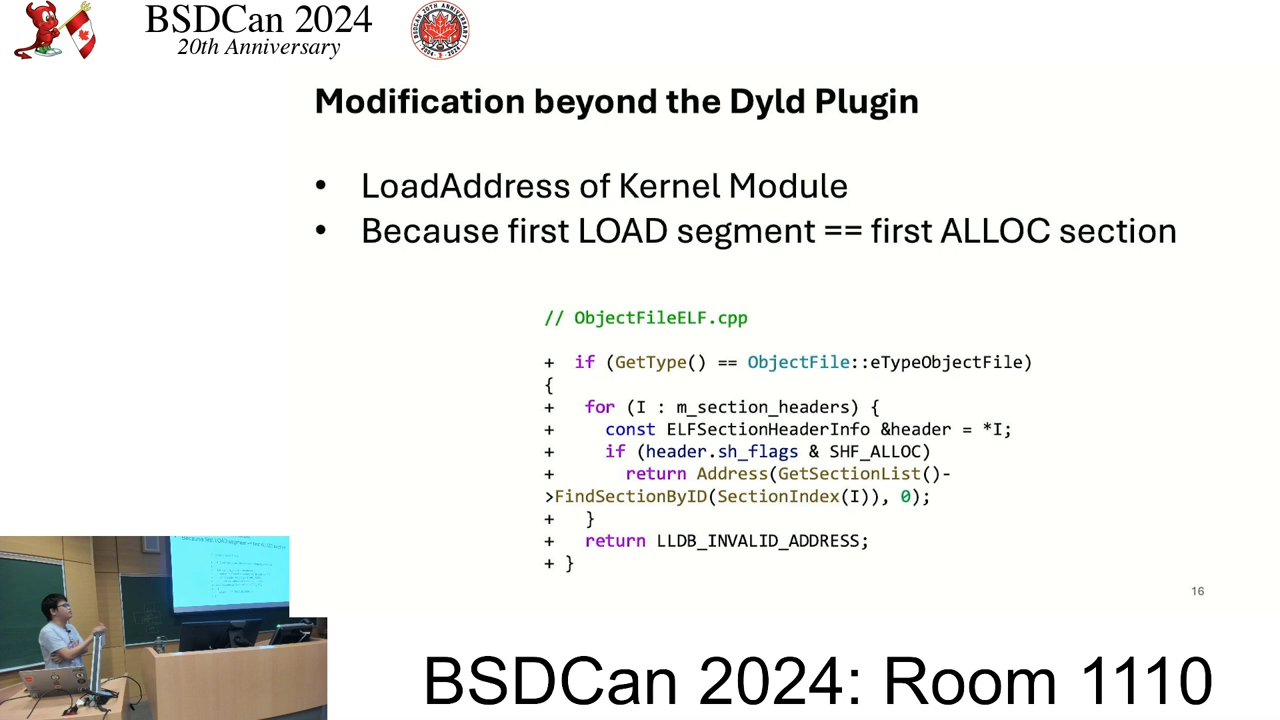 BSDCan 2024
20th Anniversary
Modification beyond the Dyld Plugin
• LoadAddress of Kernel Module
• Because first LOAD segment == first ALLOC section
// ObjectFileELF.cpp
+ if (GetType() == ObjectFile::eTypeObjectFile)
{
+ for (I : m_section_headers) {
+ const ELFSectionHeaderInfo &header = *I;
+ if (header.sh_flags & SHF_ALLOC)
+ return Address(GetSectionList()-
>FindSectionByID(SectionIndex(I)), 0);
+ }
+ return LLDB_INVALID_ADDRESS;
+ }
16
BSDCan 2024: Room 1110